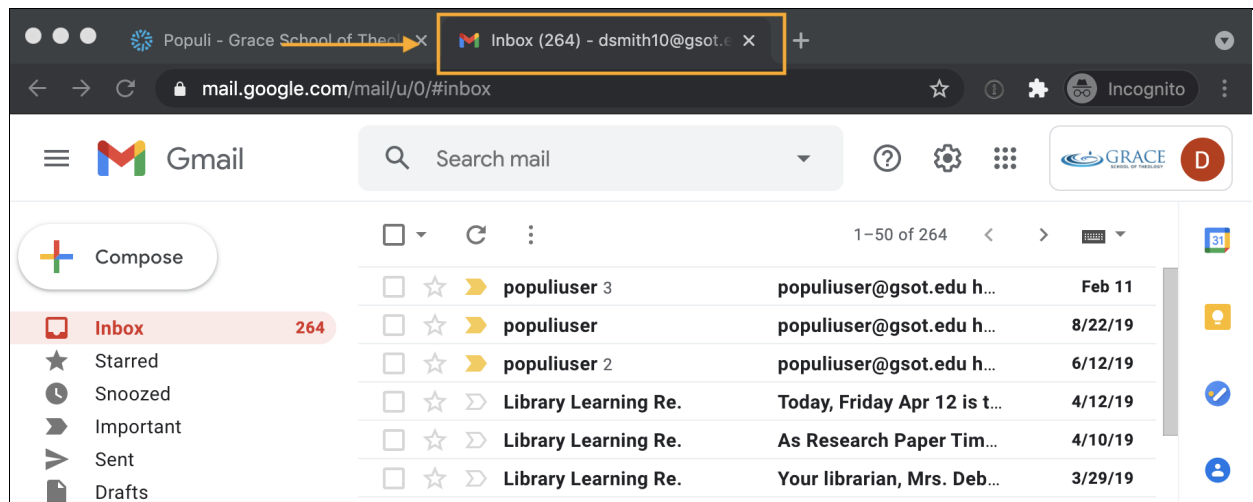 Populi - Grace School of Theol
Inbox (264) - dsmith10@gsot.e
mail.google.com/mail/u/0/#inbox
Incognito
Gmail
Search mail
GRACE
SCHOOL OF THEOLOGY
D
Compose
1–50 of 264
31
populiuser 3 populiuser@gsot.edu h... Feb 11
Inbox 264
populiuser populiuser@gsot.edu h... 8/22/19
Starred
populiuser 2 populiuser@gsot.edu h... 6/12/19
Snoozed
Library Learning Re. Today, Friday Apr 12 is t... 4/12/19
Important
Library Learning Re. As Research Paper Tim... 4/10/19
Sent
Library Learning Re. Your librarian, Mrs. Deb... 3/29/19
Drafts